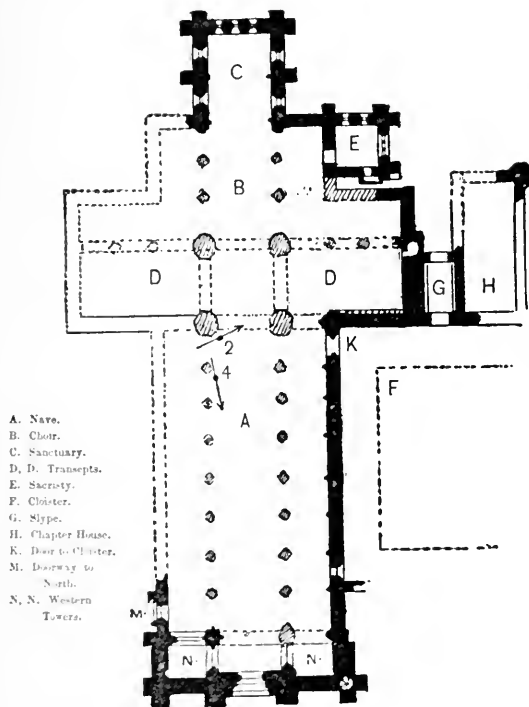 C
E
B
D
D
G
H
K
2
4
F
A
A. Nave.
B. Choir.
C. Sanctuary.
D, D. Transepts.
E. Sacristy.
F. Cloister.
G. Slype.
H. Chapter House.
K. Door to Cloister.
M. Doorway to
North.
N, N. Western
Towers.
M.
N.
N.